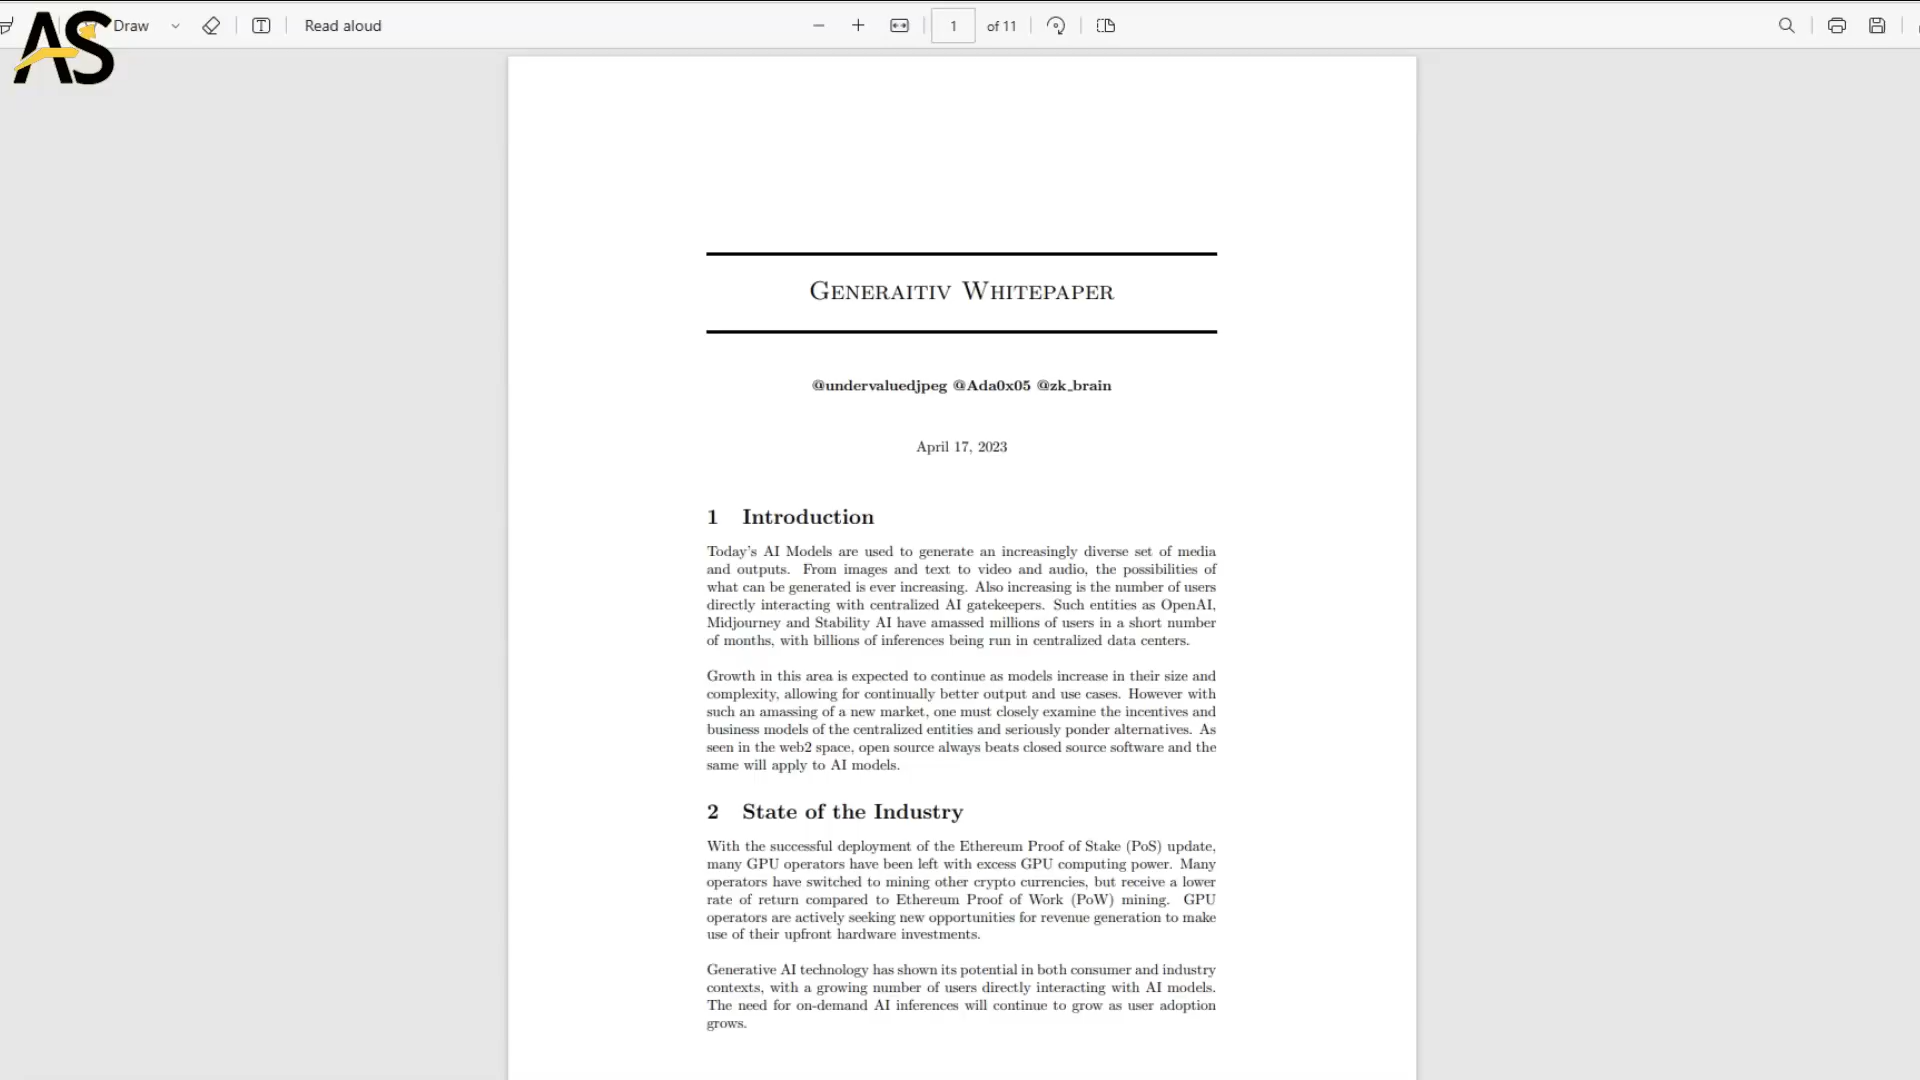 AS
Draw
Read aloud
1 of 11
GENERAITIV WHITEPAPER
@undervaluedjpeg @Ada0x05 @zk_brain
April 17, 2023
1 Introduction
Today's AI Models are used to generate an increasingly diverse set of media
and outputs. From images and text to video and audio, the possibilities of
what can be generated is ever increasing. Also increasing is the number of users
directly interacting with centralized AI gatekeepers. Such entities as OpenAI,
Midjourney and Stability AI have amassed millions of users in a short number
of months, with billions of inferences being run in centralized data centers.
Growth in this area is expected to continue as models increase in their size and
complexity, allowing for continually better output and use cases. However with
such an amassing of a new market, one must closely examine the incentives and
business models of the centralized entities and seriously ponder alternatives. As
seen in the web2 space, open source always beats closed source software and the
same will apply to AI models.
2 State of the Industry
With the successful deployment of the Ethereum Proof of Stake (PoS) update,
many GPU operators have been left with excess GPU computing power. Many
operators have switched to mining other crypto currencies, but receive a lower
rate of return compared to Ethereum Proof of Work (PoW) mining. GPU
operators are actively seeking new opportunities for revenue generation to make
use of their upfront hardware investments.
Generative AI technology has shown its potential in both consumer and industry
contexts, with a growing number of users directly interacting with AI models.
The need for on-demand AI inferences will continue to grow as user adoption
grows.